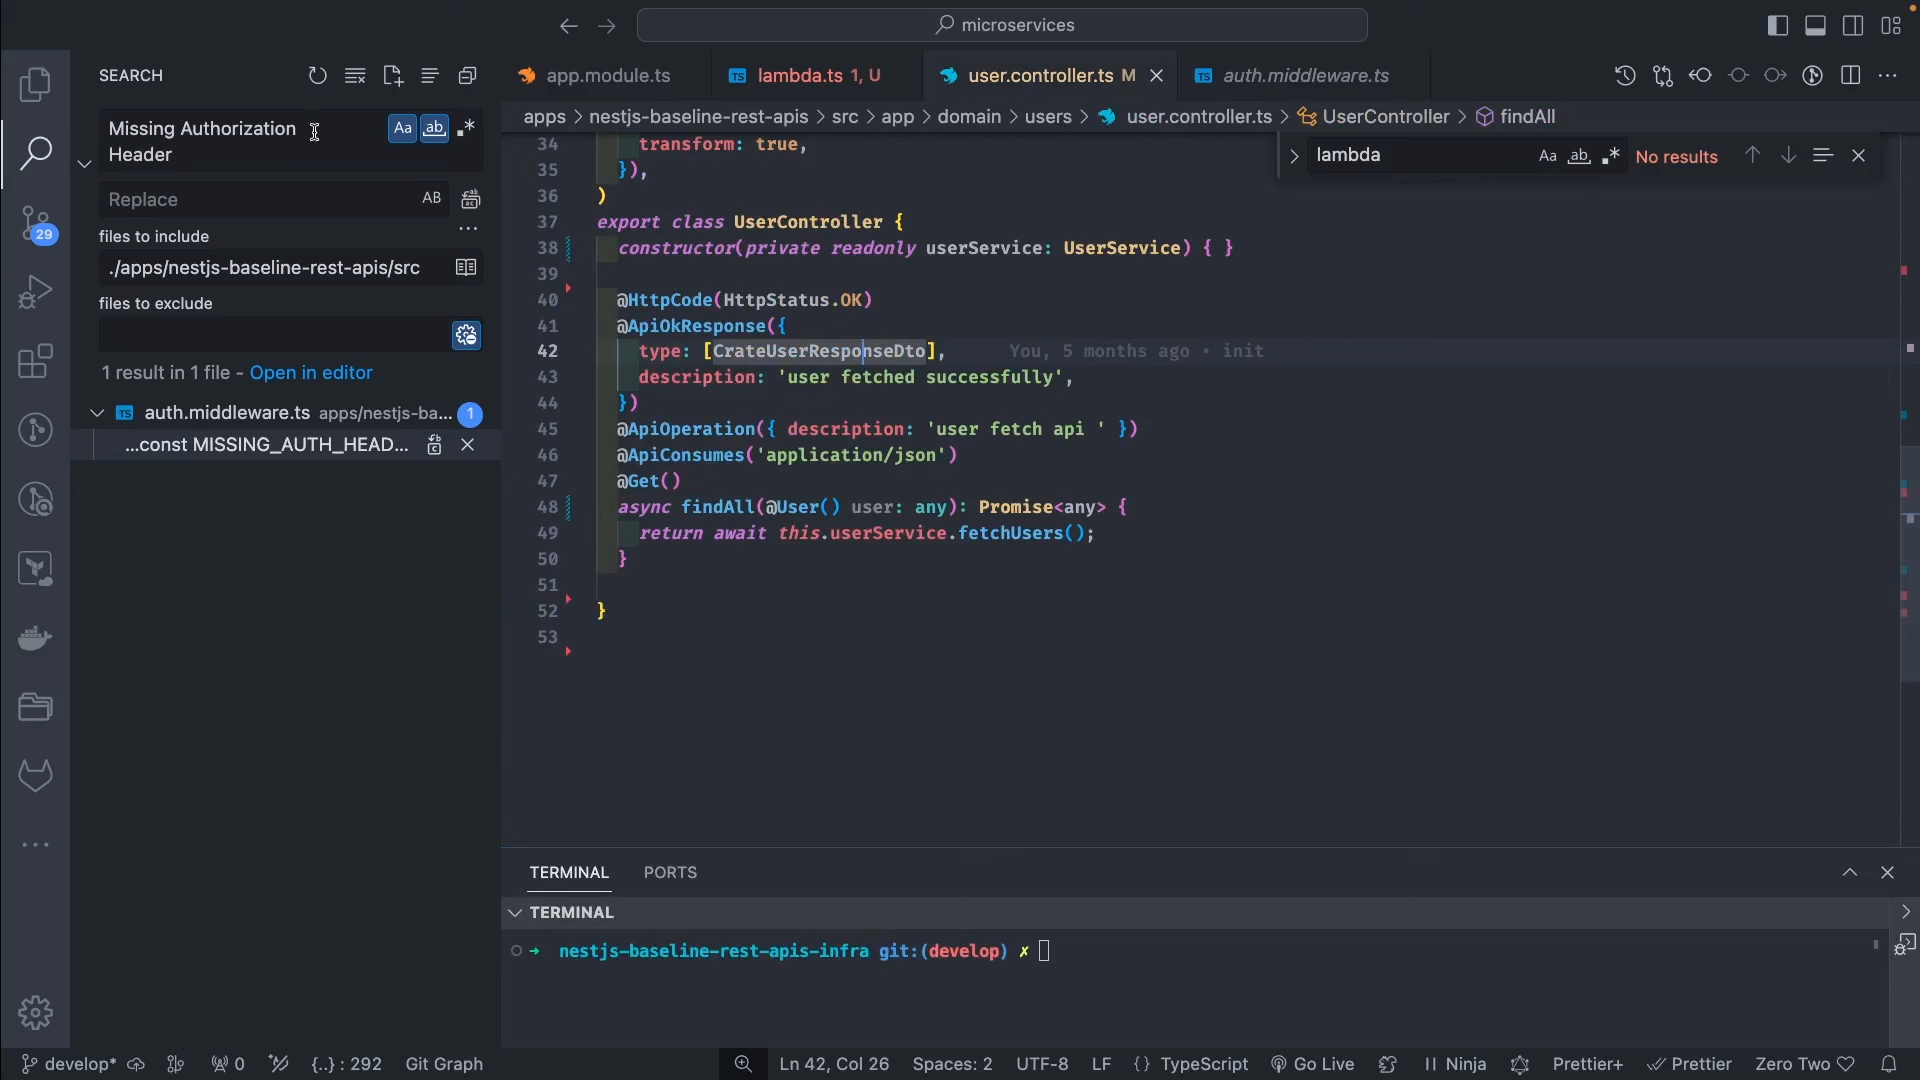 microservices
SEARCH
Missing Authorization
Header
Aa ab .*
Replace
AB
files to include
...
./apps/nestjs-baseline-rest-apis/src
files to exclude
1 result in 1 file - Open in editor
TS auth.middleware.ts apps/nestjs-ba... 1
...const MISSING_AUTH_HEAD...
29
app.module.ts
TS lambda.ts 1, U
user.controller.ts M
TS auth.middleware.ts
apps > nestjs-baseline-rest-apis > src > app > domain > users > user.controller.ts > UserController > findAll
lambda
Aa ab .* No results
34 transform: true,
35 }),
36 )
37 export class UserController {
38 constructor(private readonly userService: UserService) { }
39
40 @HttpCode(HttpStatus.OK)
41 @ApiOkResponse({
42 type: [CrateUserResponseDto], You, 5 months ago • init
43 description: 'user fetched successfully',
44 })
45 @ApiOperation({ description: 'user fetch api ' })
46 @ApiConsumes('application/json')
47 @Get()
48 async findAll(@User() user: any): Promise<any> {
49 return await this.userService.fetchUsers();
50 }
51
52 }
53
TERMINAL PORTS
TERMINAL
➜ nestjs-baseline-rest-apis-infra git:(develop) ✗
develop* 0 {..} : 292 Git Graph Ln 42, Col 26 Spaces: 2 UTF-8 LF {} TypeScript Go Live Ninja Prettier+ Prettier Zero Two